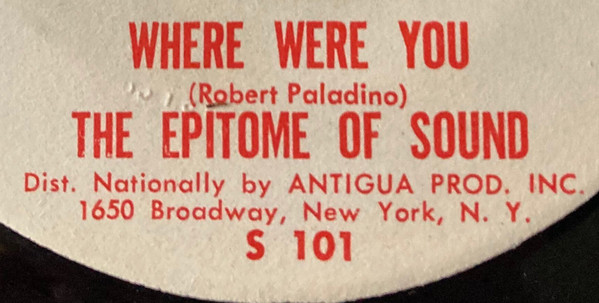 WHERE WERE YOU
(Robert Paladino)
THE EPITOME OF SOUND
Dist. Nationally by ANTIGUA PROD. INC.
1650 Broadway, New York, N. Y.
S 101